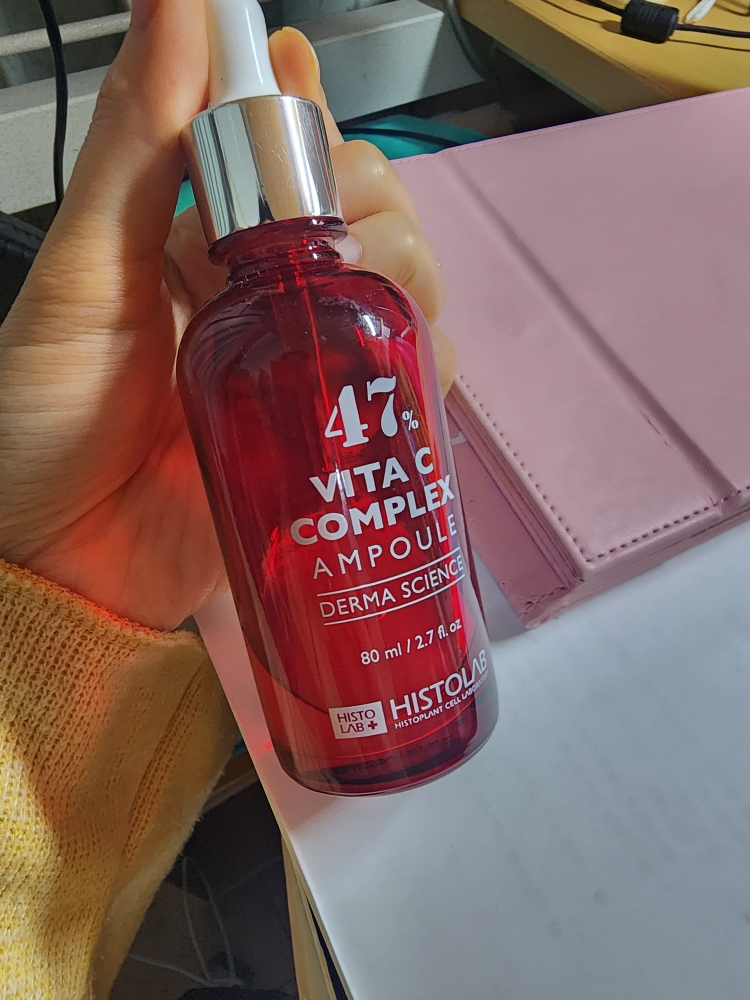 47%
VITA C
COMPLEX
AMPOULE
DERMA SCIENCE
80 ml / 2.7 fl. oz
HISTO
LAB+
HISTOLAB
HISTOPLANT CELL LABORATORY